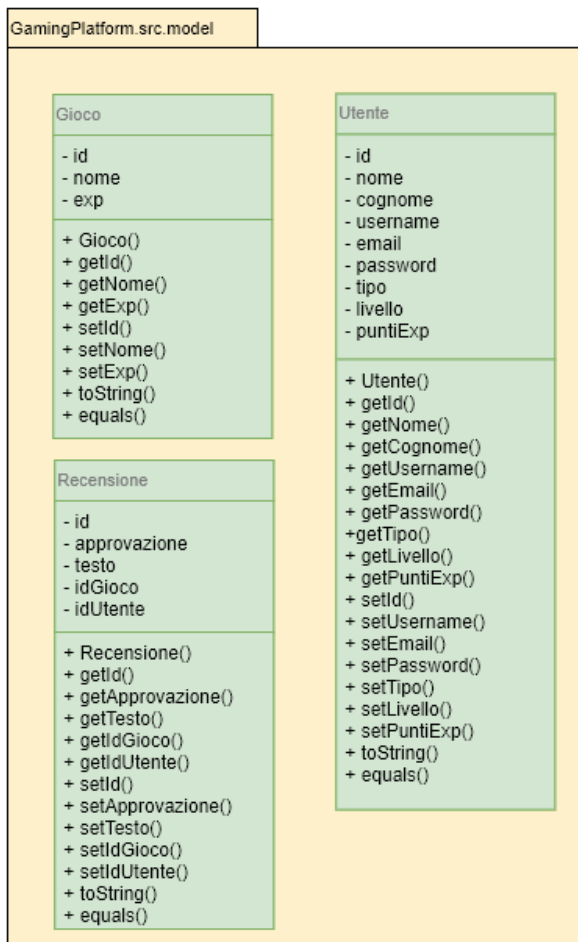 GamingPlatform.src.model
Gioco
- id
- nome
- exp
+ Gioco()
+ getId()
+ getNome()
+ getExp()
+ setId()
+ setNome()
+ setExp()
+ toString()
+ equals()
Recensione
- id
- approvazione
- testo
- idGioco
- idUtente
+ Recensione()
+ getId()
+ getApprovazione()
+ getTesto()
+ getIdGioco()
+ getIdUtente()
+ setId()
+ setApprovazione()
+ setTesto()
+ setIdGioco()
+ setIdUtente()
+ toString()
+ equals()
Utente
- id
- nome
- cognome
- username
- email
- password
- tipo
- livello
- puntiExp
+ Utente()
+ getId()
+ getNome()
+ getCognome()
+ getUsername()
+ getEmail()
+ getPassword()
+getTipo()
+ getLivello()
+ getPuntiExp()
+ setId()
+ setUsername()
+ setEmail()
+ setPassword()
+ setTipo()
+ setLivello()
+ setPuntiExp()
+ toString()
+ equals()